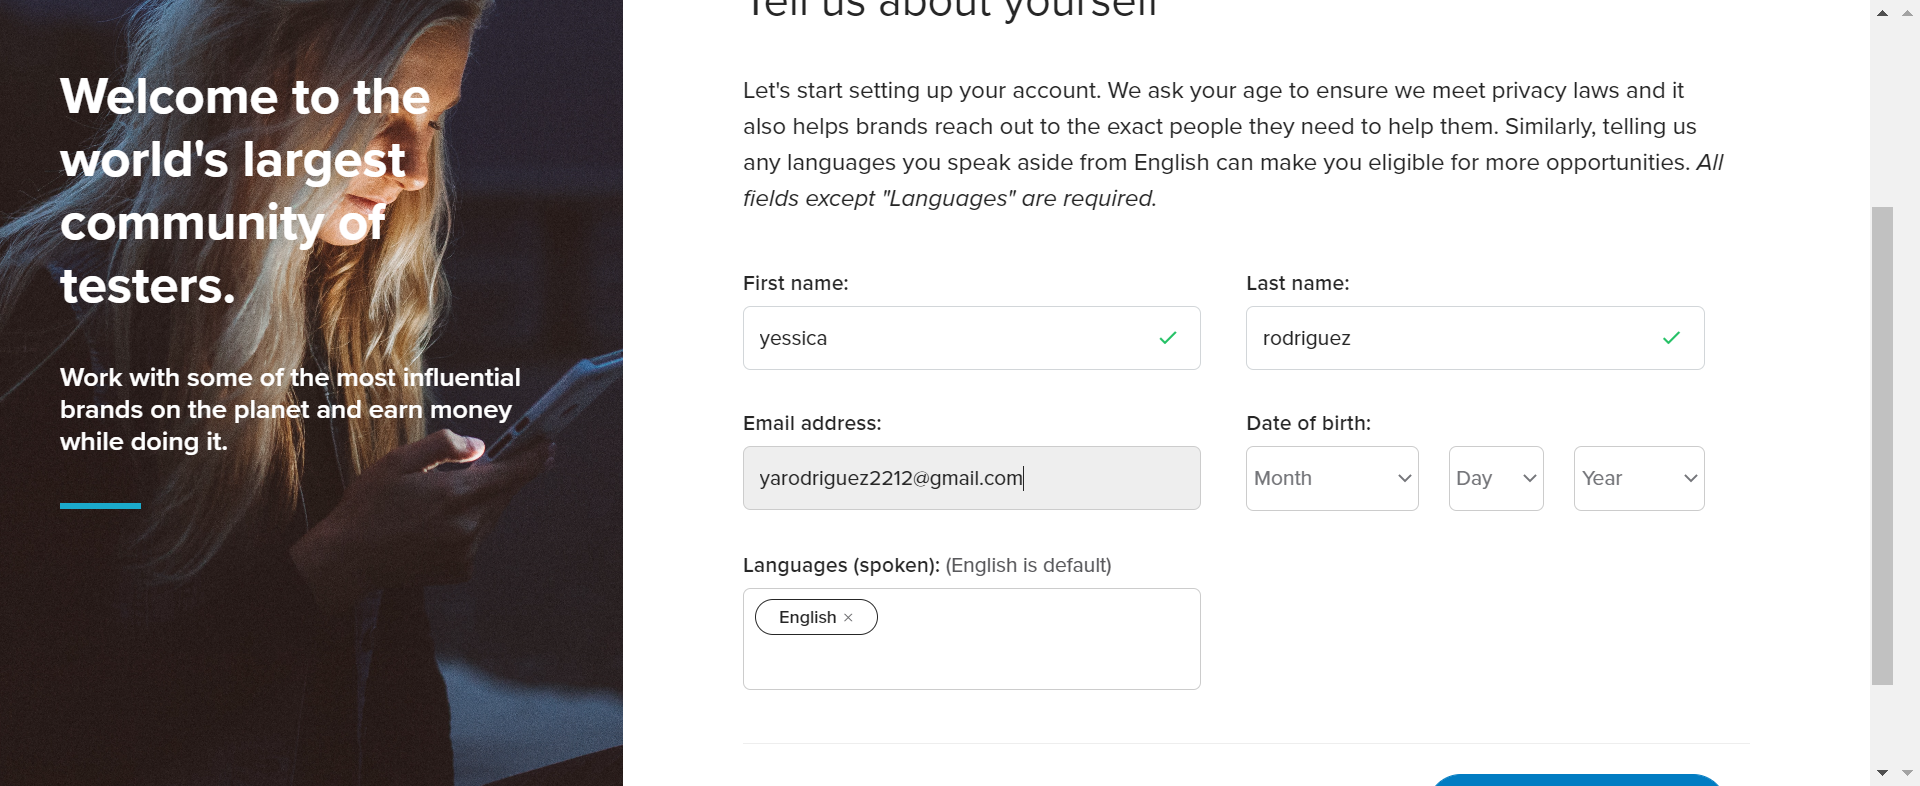 Welcome to the
world's largest
community of
testers.
Work with some of the most influential
brands on the planet and earn money
while doing it.
Tell us about yourself
Let's start setting up your account. We ask your age to ensure we meet privacy laws and it
also helps brands reach out to the exact people they need to help them. Similarly, telling us
any languages you speak aside from English can make you eligible for more opportunities. All
fields except "Languages" are required.
First name:
Last name:
yessica
rodriguez
Email address:
Date of birth:
yarodriguez2212@gmail.com
Month
Day
Year
Languages (spoken): (English is default)
English ×